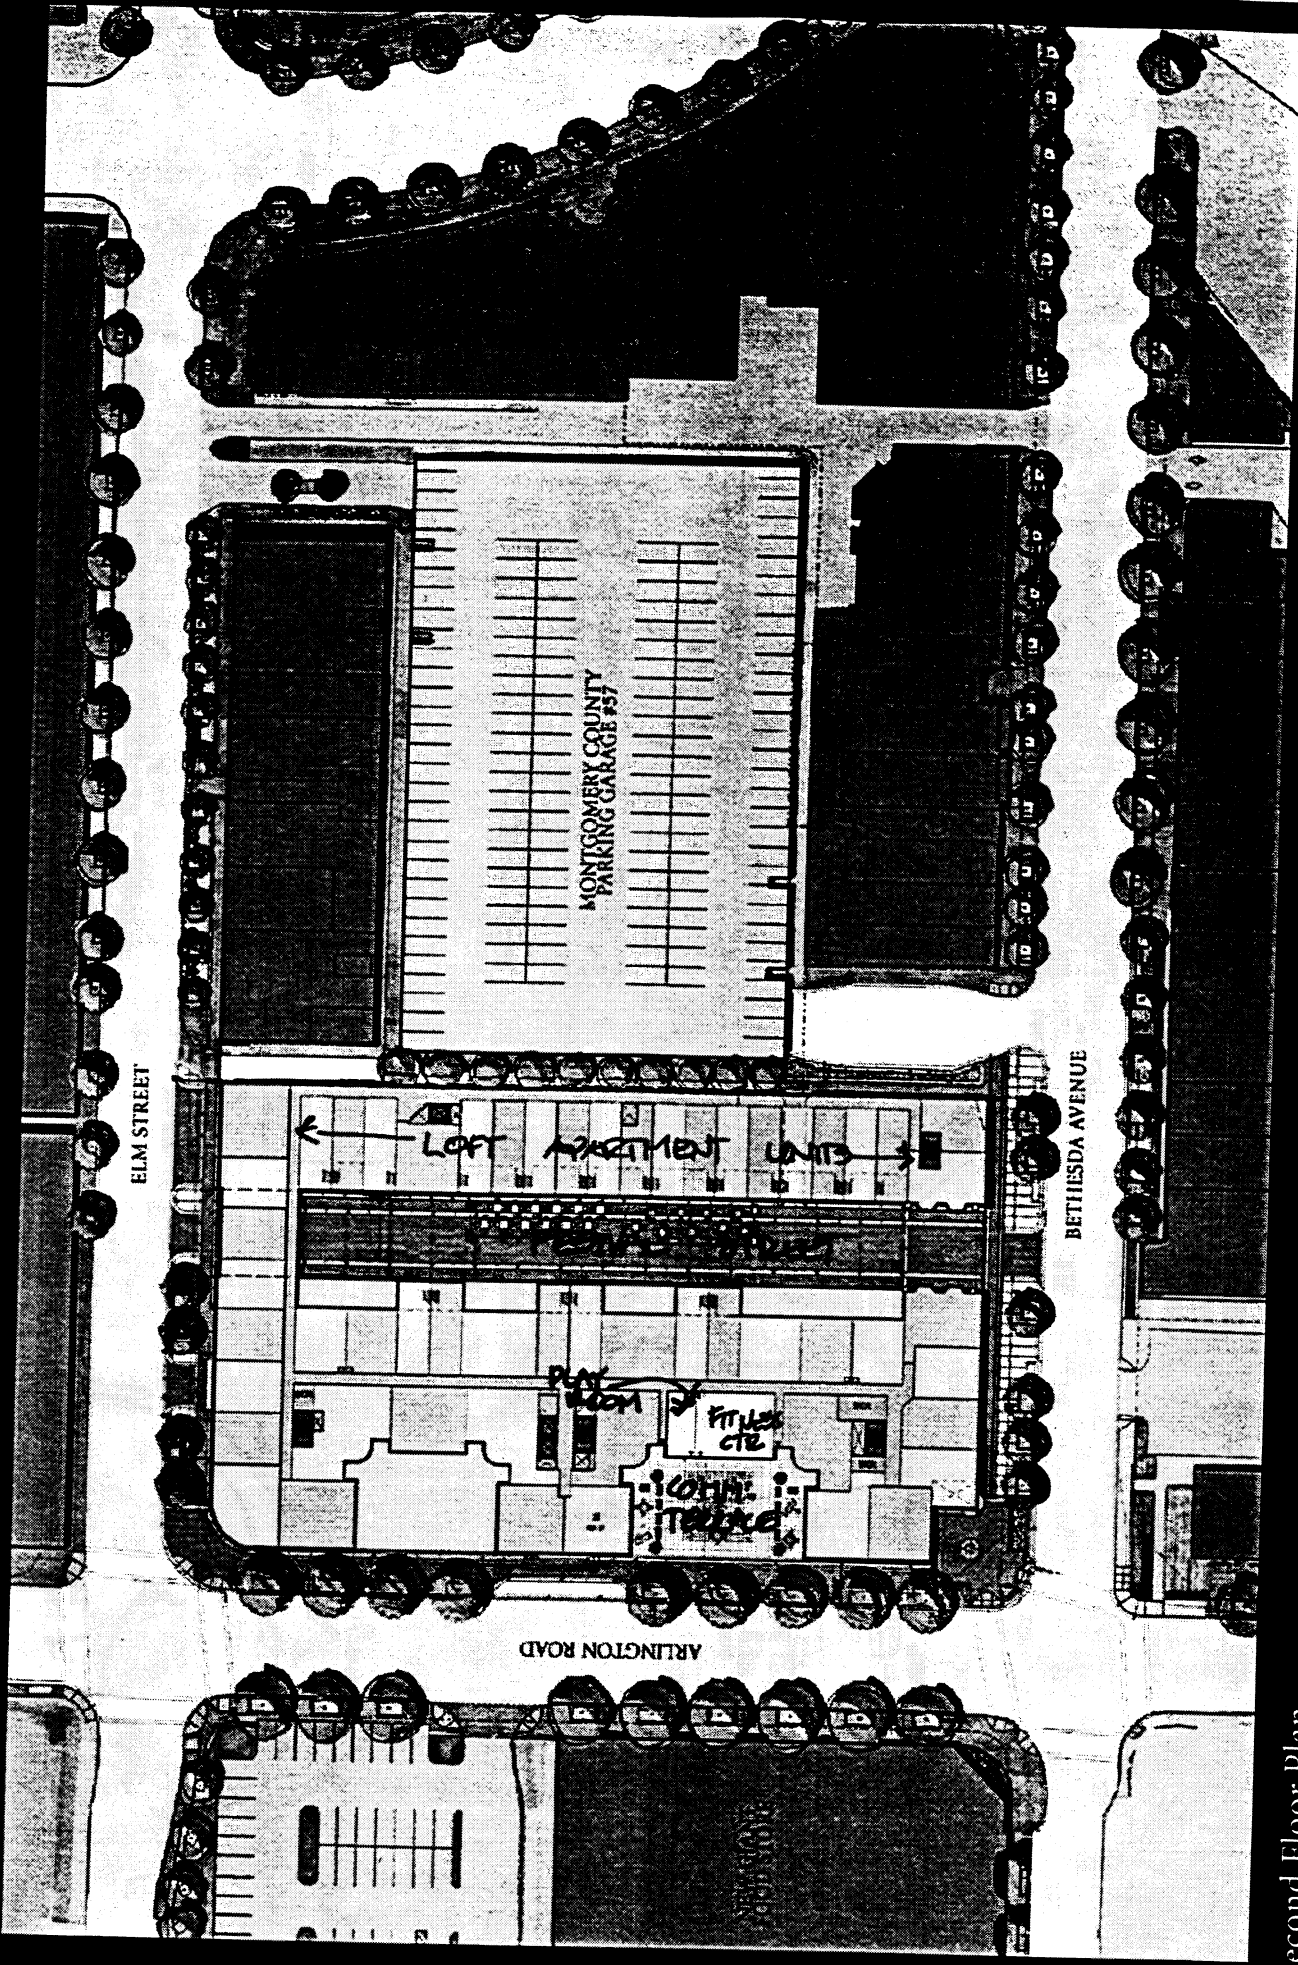 MONTGOMERY COUNTY
PARKING GARAGE #57
ELM STREET
BETHESDA AVENUE
← LOFT APARTMENT UNITS →
PLAY
ROOM
FITNESS
CTR
COMM.
TERRACE
ARLINGTON ROAD
econd Floor Plan